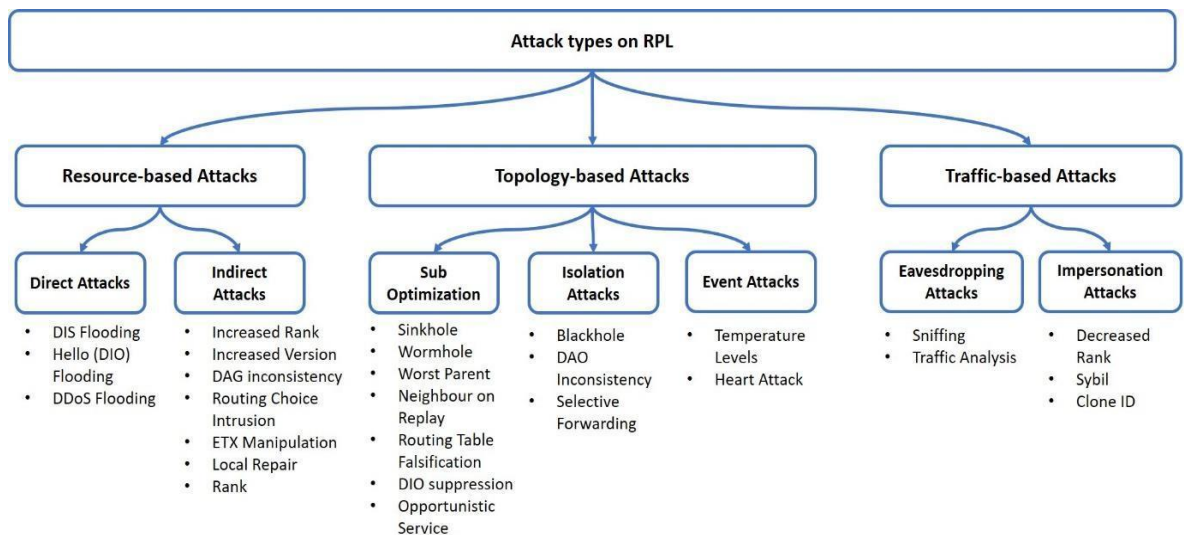 Attack types on RPL
Resource-based Attacks
Topology-based Attacks
Traffic-based Attacks
Direct Attacks
• DIS Flooding
• Hello (DIO)
Flooding
• DDoS Flooding
Indirect
Attacks
• Increased Rank
• Increased Version
• DAG inconsistency
• Routing Choice
Intrusion
• ETX Manipulation
• Local Repair
• Rank
Sub
Optimization
• Sinkhole
• Wormhole
• Worst Parent
• Neighbour on
Replay
• Routing Table
Falsification
• DIO suppression
• Opportunistic
Service
Isolation
Attacks
• Blackhole
• DAO
Inconsistency
• Selective
Forwarding
Event Attacks
• Temperature
Levels
• Heart Attack
Eavesdropping
Attacks
• Sniffing
• Traffic Analysis
Impersonation
Attacks
• Decreased
Rank
• Sybil
• Clone ID